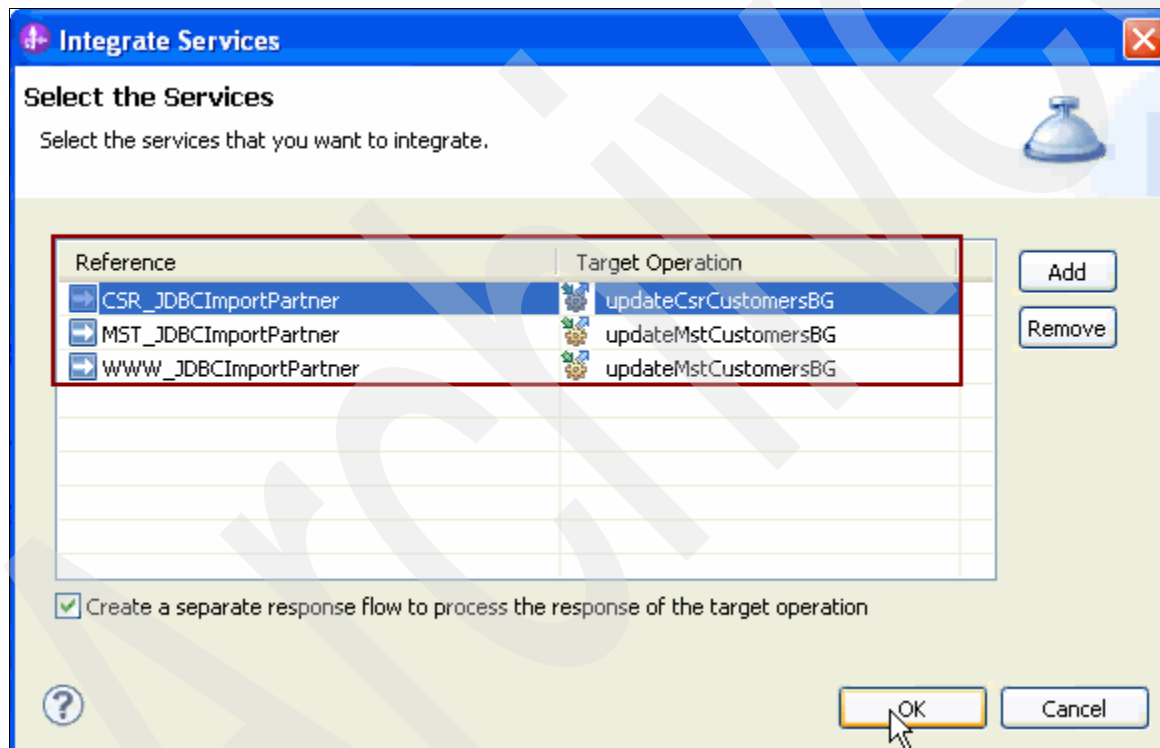 Integrate Services
Select the Services
Select the services that you want to integrate.
Reference Target Operation
CSR_JDBCImportPartner updateCsrCustomersBG
MST_JDBCImportPartner updateMstCustomersBG
WWW_JDBCImportPartner updateMstCustomersBG
Add
Remove
Create a separate response flow to process the response of the target operation
? OK Cancel
Archive